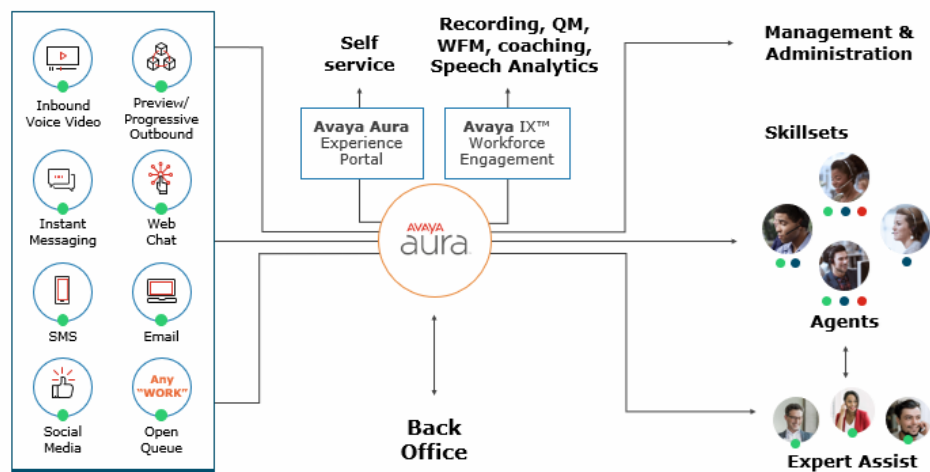 Inbound
Voice Video
Preview/
Progressive
Outbound
Instant
Messaging
Web
Chat
SMS
Email
Any
“WORK”
Social
Media
Open
Queue
Self
service
Recording, QM,
WFM, coaching,
Speech Analytics
Avaya Aura
Experience
Portal
Avaya IX™
Workforce
Engagement
AVAYA
aura
Back
Office
Management &
Administration
Skillsets
Agents
Expert Assist